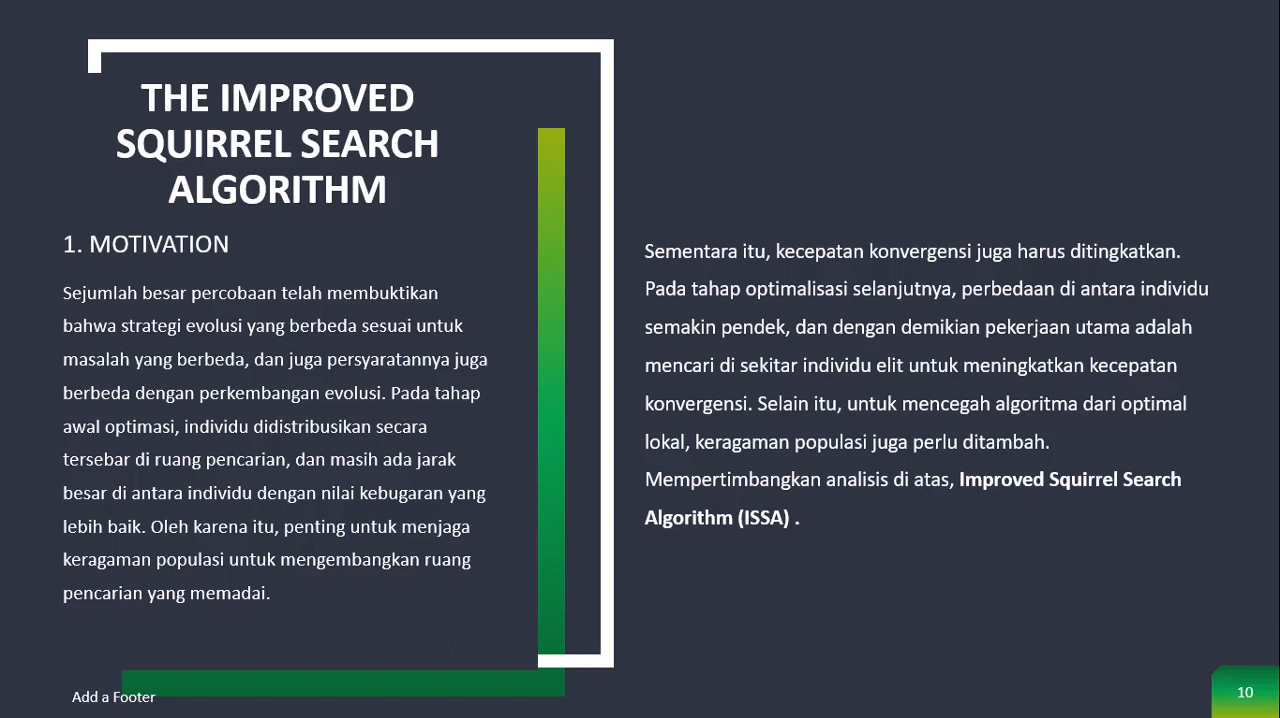 THE IMPROVED
SQUIRREL SEARCH
ALGORITHM
1. MOTIVATION
Sejumlah besar percobaan telah membuktikan
bahwa strategi evolusi yang berbeda sesuai untuk
masalah yang berbeda, dan juga persyaratannya juga
berbeda dengan perkembangan evolusi. Pada tahap
awal optimasi, individu didistribusikan secara
tersebar di ruang pencarian, dan masih ada jarak
besar di antara individu dengan nilai kebugaran yang
lebih baik. Oleh karena itu, penting untuk menjaga
keragaman populasi untuk mengembangkan ruang
pencarian yang memadai.
Sementara itu, kecepatan konvergensi juga harus ditingkatkan.
Pada tahap optimalisasi selanjutnya, perbedaan di antara individu
semakin pendek, dan dengan demikian pekerjaan utama adalah
mencari di sekitar individu elit untuk meningkatkan kecepatan
konvergensi. Selain itu, untuk mencegah algoritma dari optimal
lokal, keragaman populasi juga perlu ditambah.
Mempertimbangkan analisis di atas, Improved Squirrel Search
Algorithm (ISSA) .
Add a Footer
10